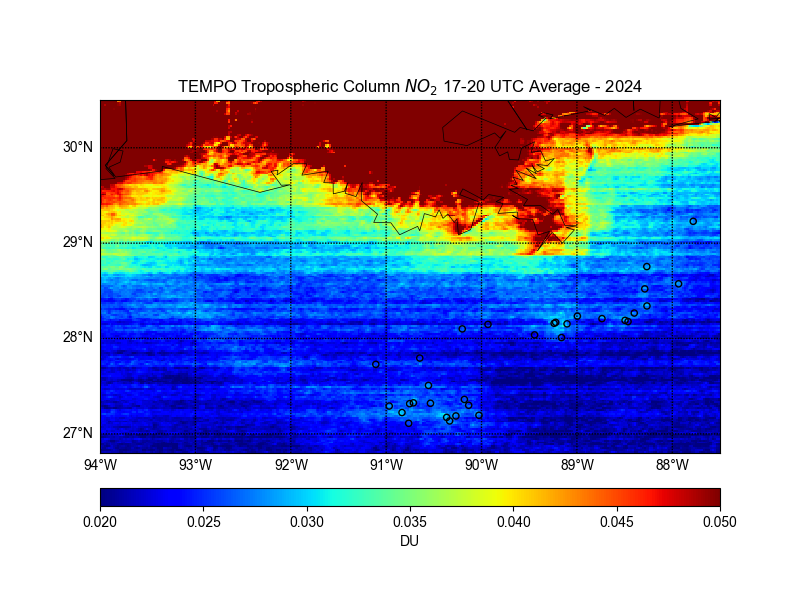 TEMPO Tropospheric Column NO₂ 17-20 UTC Average - 2024
30°N
29°N
28°N
27°N
94°W 93°W 92°W 91°W 90°W 89°W 88°W
0.020 0.025 0.030 0.035 0.040 0.045 0.050
DU